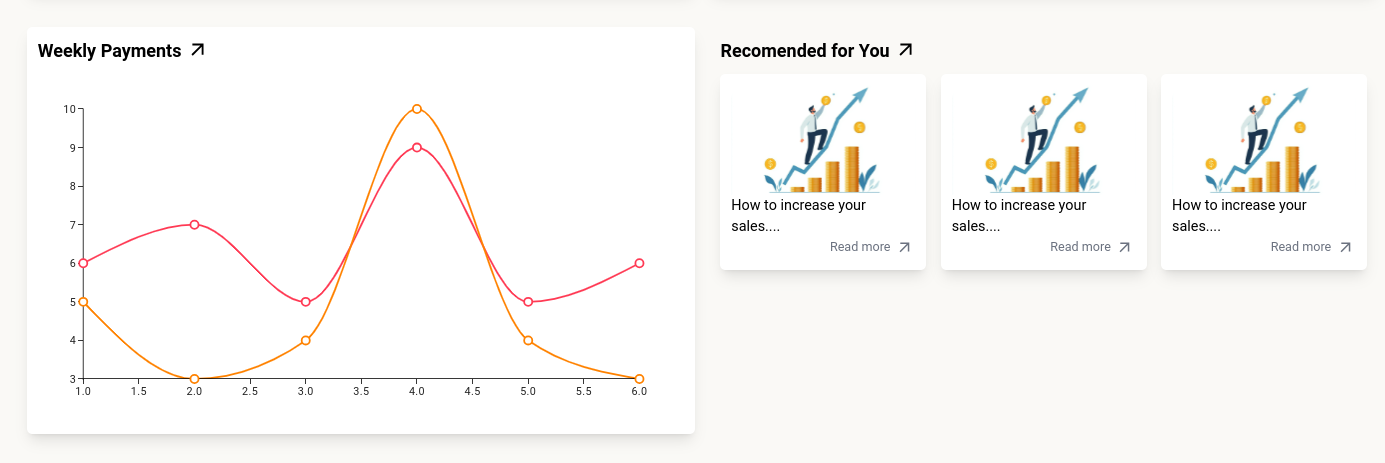 Weekly Payments
10
9
8
7
6
5
4
3
1.0 1.5 2.0 2.5 3.0 3.5 4.0 4.5 5.0 5.5 6.0
Recomended for You
How to increase your
sales....
Read more
How to increase your
sales....
Read more
How to increase your
sales....
Read more